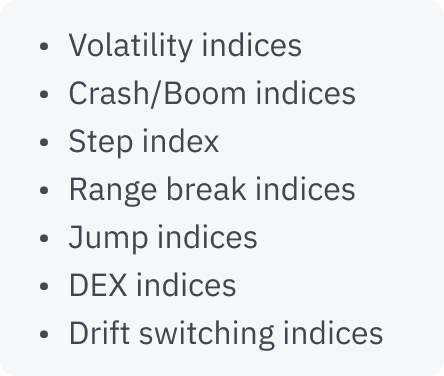 • Volatility indices
• Crash/Boom indices
• Step index
• Range break indices
• Jump indices
• DEX indices
• Drift switching indices